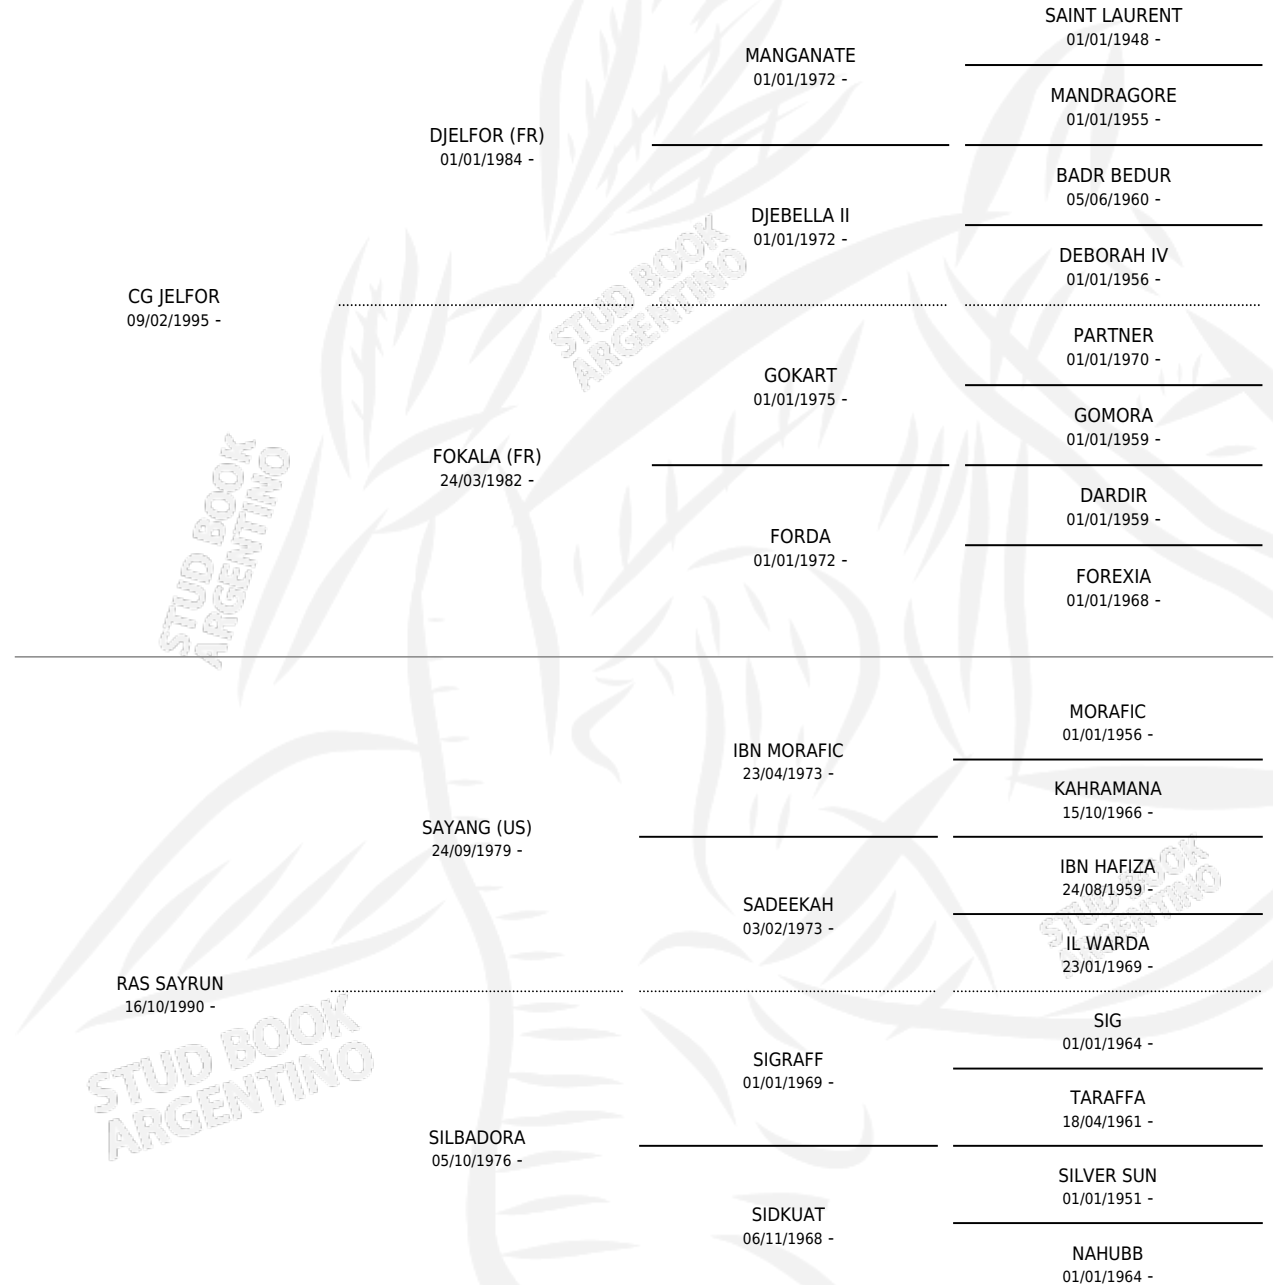 SAINT LAURENT
01/01/1948 -
MANGANATE
01/01/1972 -
MANDRAGORE
01/01/1955 -
DJELFOR (FR)
01/01/1984 -
BADR BEDUR
05/06/1960 -
DJEBELLA II
01/01/1972 -
DEBORAH IV
01/01/1956 -
CG JELFOR
09/02/1995 -
PARTNER
01/01/1970 -
GOKART
01/01/1975 -
GOMORA
01/01/1959 -
FOKALA (FR)
24/03/1982 -
DARDIR
01/01/1959 -
FORDA
01/01/1972 -
FOREXIA
01/01/1968 -
STUD BOOK
ARGENTINO
STUD BOOK
ARGENTINO
MORAFIC
01/01/1956 -
IBN MORAFIC
23/04/1973 -
KAHRAMANA
15/10/1966 -
SAYANG (US)
24/09/1979 -
IBN HAFIZA
24/08/1959 -
SADEEKAH
03/02/1973 -
IL WARDA
23/01/1969 -
STUD BOOK
ARGENTINO
RAS SAYRUN
16/10/1990 -
SIG
01/01/1964 -
SIGRAFF
01/01/1969 -
TARAFFA
18/04/1961 -
SILBADORA
05/10/1976 -
SILVER SUN
01/01/1951 -
SIDKUAT
06/11/1968 -
NAHUBB
01/01/1964 -
STUD BOOK
ARGENTINO